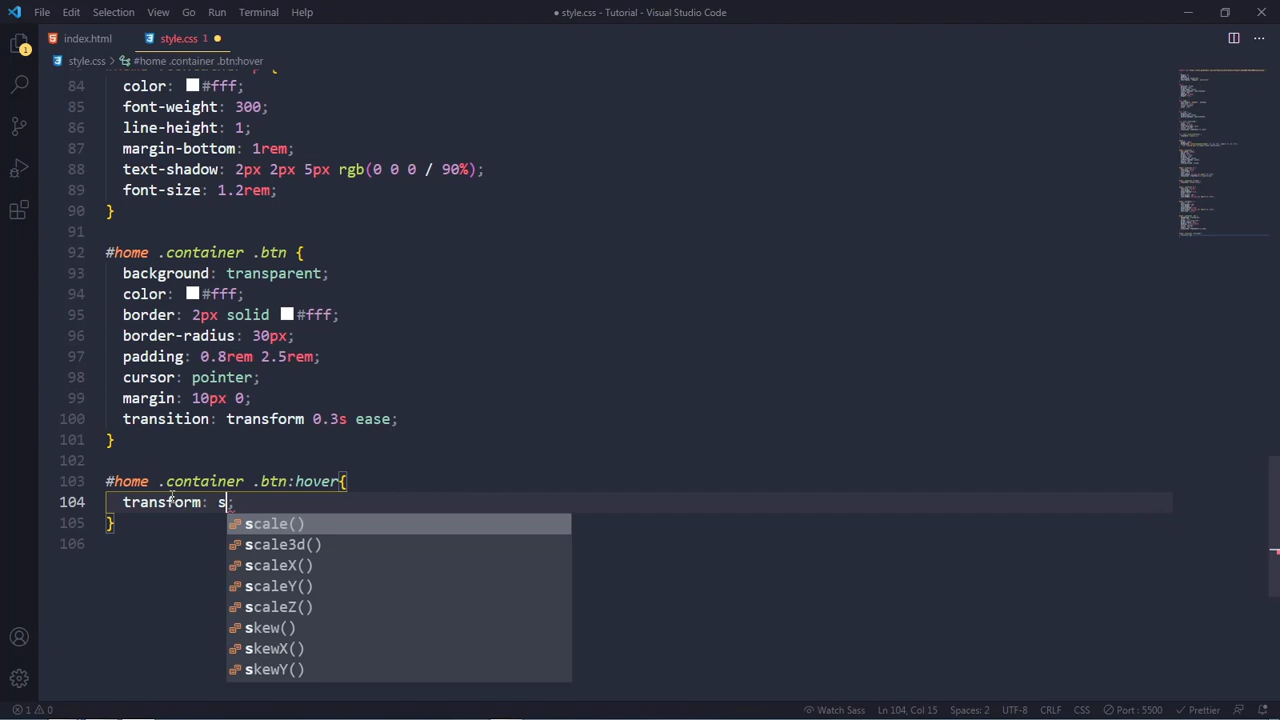 File Edit Selection View Go Run Terminal Help ● style.css - Tutorial - Visual Studio Code
index.html style.css 1
style.css > #home .container .btn:hover
84 color: #fff;
85 font-weight: 300;
86 line-height: 1;
87 margin-bottom: 1rem;
88 text-shadow: 2px 2px 5px rgb(0 0 0 / 90%);
89 font-size: 1.2rem;
90 }
91
92 #home .container .btn {
93 background: transparent;
94 color: #fff;
95 border: 2px solid #fff;
96 border-radius: 30px;
97 padding: 0.8rem 2.5rem;
98 cursor: pointer;
99 margin: 10px 0;
100 transition: transform 0.3s ease;
101 }
102
103 #home .container .btn:hover{
104 transform: s;
105 }
106
scale()
scale3d()
scaleX()
scaleY()
scaleZ()
skew()
skewX()
skewY()
1
1 0 Watch Sass Ln 104, Col 15 Spaces: 2 UTF-8 CRLF CSS Port : 5500 Prettier